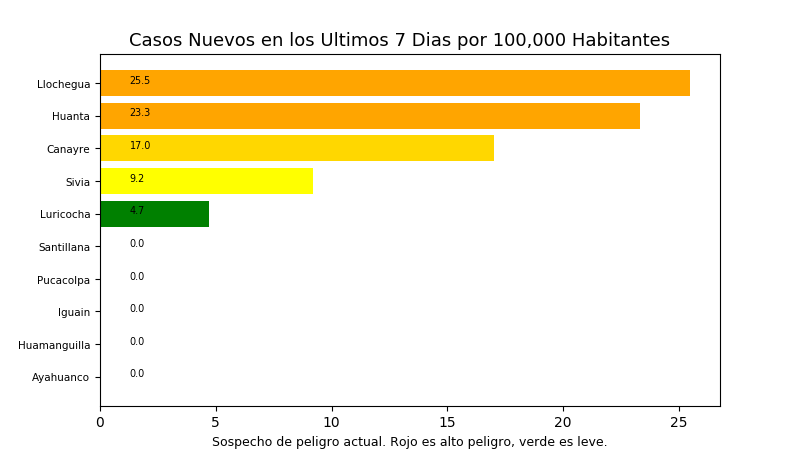 Casos Nuevos en los Ultimos 7 Dias por 100,000 Habitantes
Llochegua 25.5
Huanta 23.3
Canayre 17.0
Sivia 9.2
Luricocha 4.7
Santillana 0.0
Pucacolpa 0.0
Iguain 0.0
Huamanguilla 0.0
Ayahuanco 0.0
0 5 10 15 20 25
Sospecho de peligro actual. Rojo es alto peligro, verde es leve.